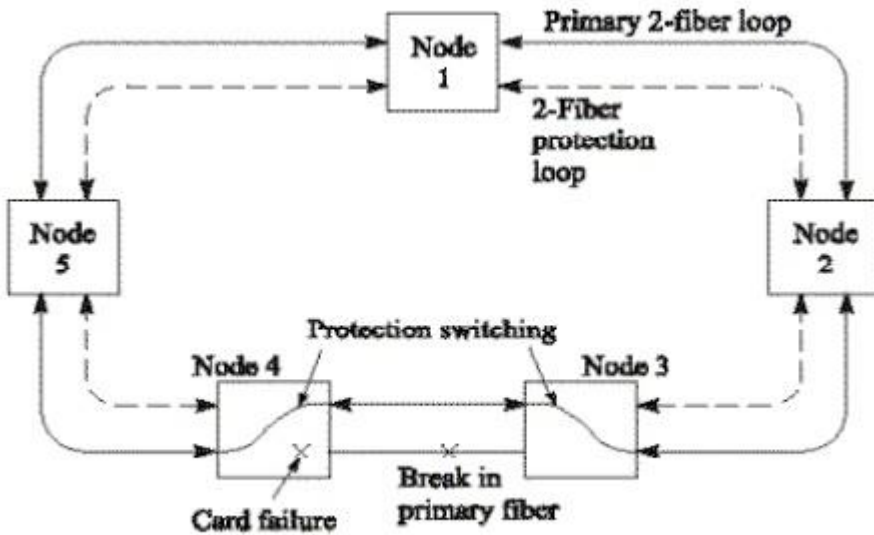 Primary 2-fiber loop
Node
1
2-Fiber
protection
loop
Node
5
Node
2
Protection switching
Node 4
Node 3
Card failure
Break in
primary fiber